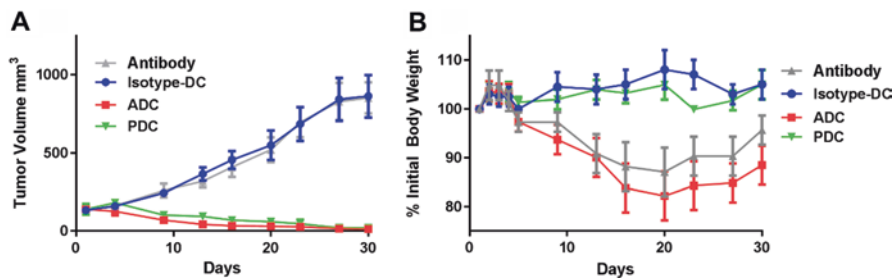 A
Tumor Volume mm³
1000
500
0
Antibody
Isotype-DC
ADC
PDC
0 10 20 30
Days
B
% Initial Body Weight
110
100
90
80
0 10 20 30
Days
Antibody
Isotype-DC
ADC
PDC